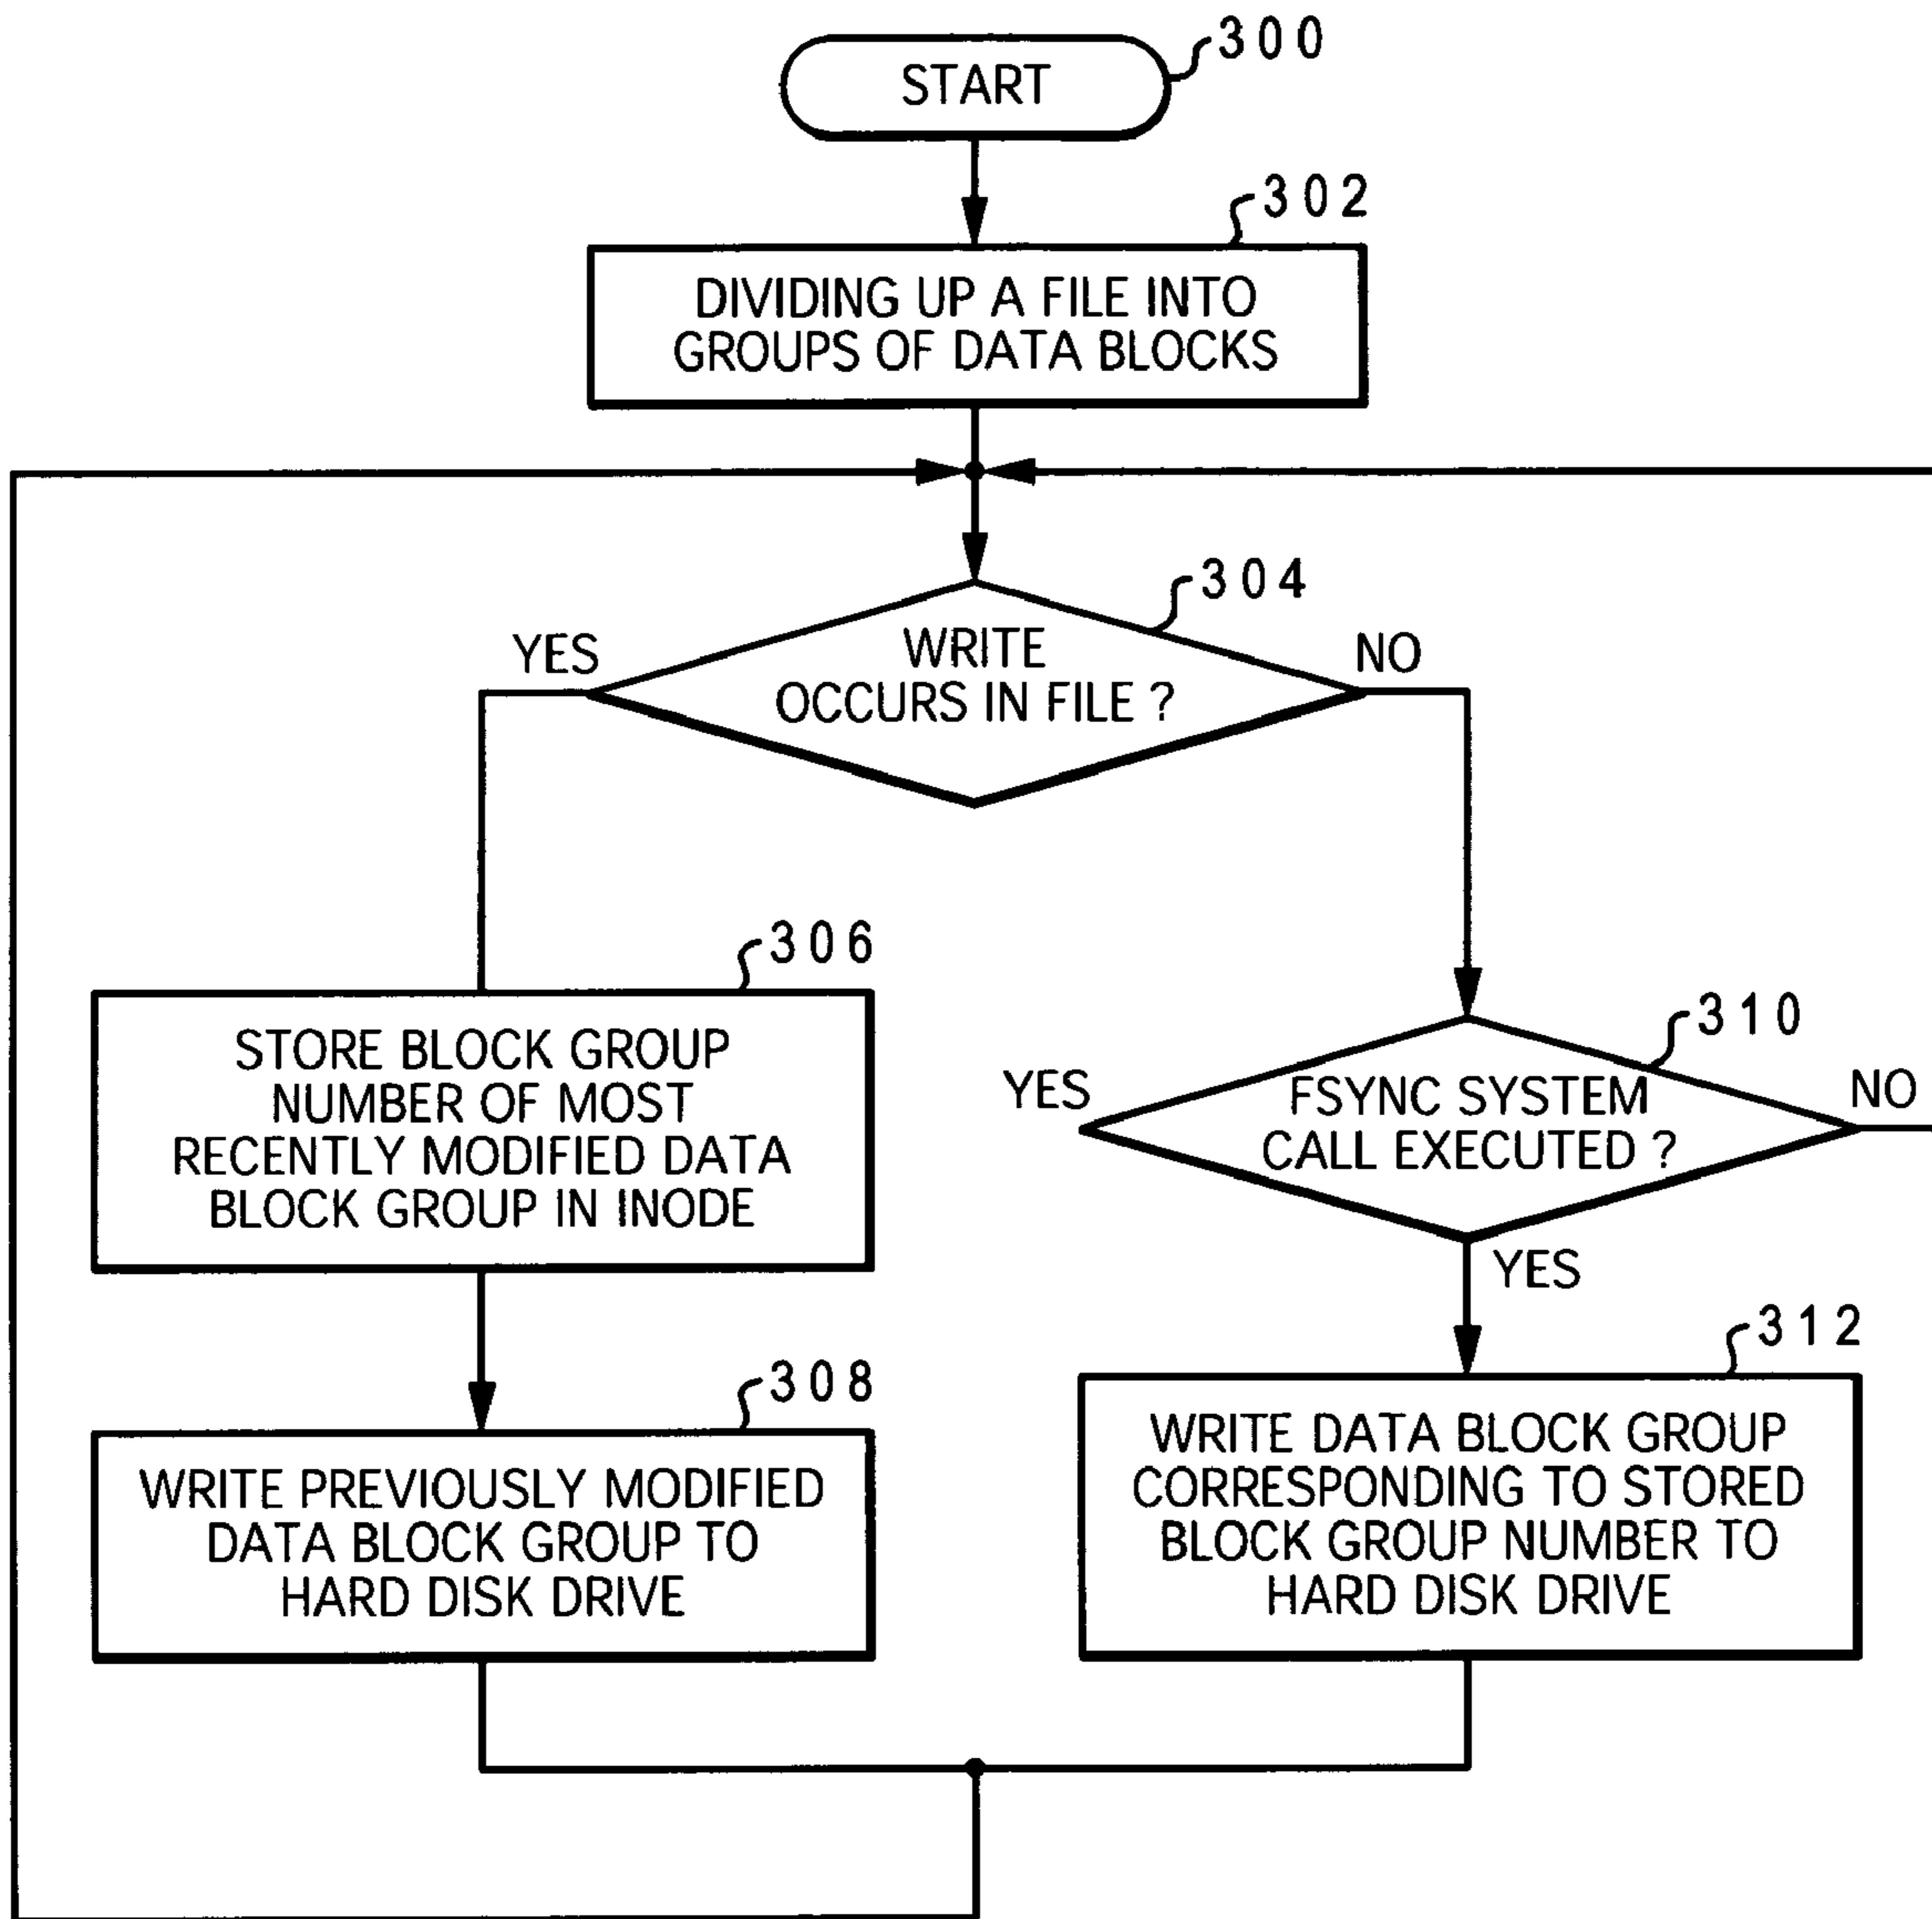 300
START
302
DIVIDING UP A FILE INTO
GROUPS OF DATA BLOCKS
304
YES
WRITE
OCCURS IN FILE ?
NO
306
STORE BLOCK GROUP
NUMBER OF MOST
RECENTLY MODIFIED DATA
BLOCK GROUP IN INODE
310
YES
FSYNC SYSTEM
CALL EXECUTED ?
NO
YES
308
WRITE PREVIOUSLY MODIFIED
DATA BLOCK GROUP TO
HARD DISK DRIVE
312
WRITE DATA BLOCK GROUP
CORRESPONDING TO STORED
BLOCK GROUP NUMBER TO
HARD DISK DRIVE